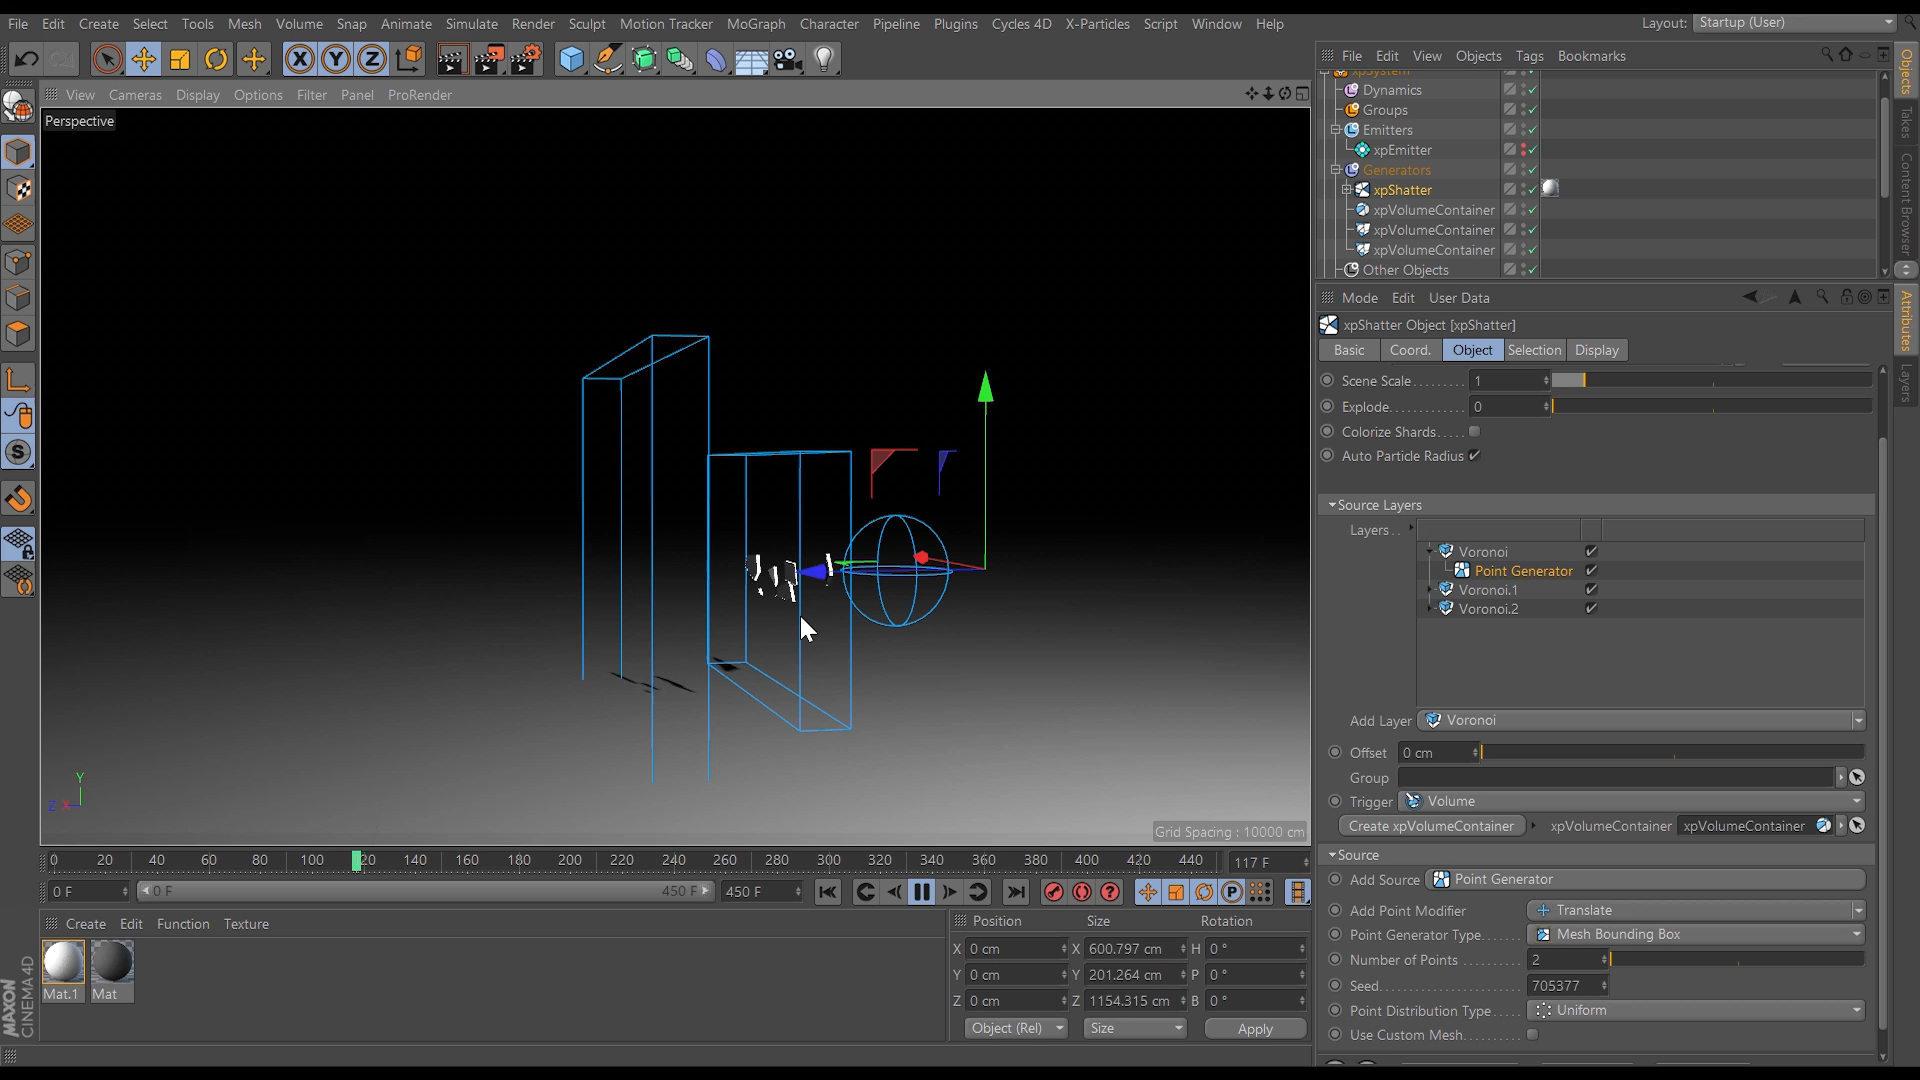 File Edit Create Select Tools Mesh Volume Snap Animate Simulate Render Sculpt Motion Tracker MoGraph Character Pipeline Plugins Cycles 4D X-Particles Script Window Help Layout: Startup (User)
X Y Z
File Edit View Objects Tags Bookmarks
View Cameras Display Options Filter Panel ProRender
Perspective
xpSystem
Dynamics
Groups
Emitters
xpEmitter
Generators
xpShatter
xpVolumeContainer
xpVolumeContainer
xpVolumeContainer
Other Objects
Objects
Takes
Content Browser
Attributes
Layers
Mode Edit User Data
xpShatter Object [xpShatter]
Basic Coord. Object Selection Display
Scene Scale 1
Explode 0
Colorize Shards
Auto Particle Radius
Source Layers
Layers
Voronoi
Point Generator
Voronoi.1
Voronoi.2
Add Layer Voronoi
Offset 0 cm
Group
Trigger Volume
Create xpVolumeContainer xpVolumeContainer xpVolumeContainer
Source
Add Source Point Generator
Add Point Modifier Translate
Point Generator Type Mesh Bounding Box
Number of Points 2
Seed 705377
Point Distribution Type Uniform
Use Custom Mesh
S
Y
Z X
Grid Spacing : 10000 cm
0 20 40 60 80 100 120 140 160 180 200 220 240 260 280 300 320 340 360 380 400 420 440 117 F
0 F 0 F 450 F 450 F
P
Create Edit Function Texture
Mat.1 Mat
MAXON
CINEMA 4D
Position Size Rotation
X 0 cm X 600.797 cm H 0 °
Y 0 cm Y 201.264 cm P 0 °
Z 0 cm Z 1154.315 cm B 0 °
Object (Rel) Size Apply